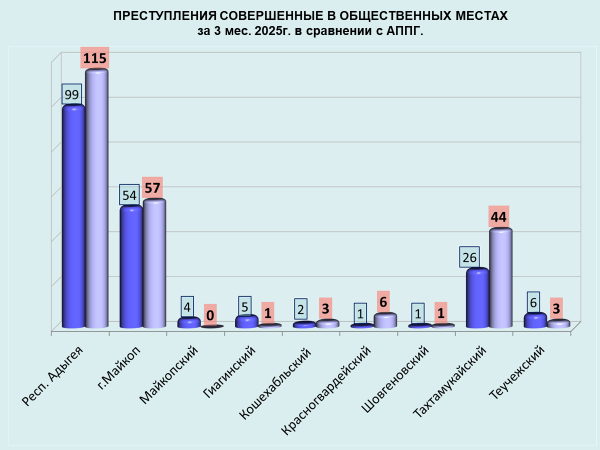 ПРЕСТУПЛЕНИЯ СОВЕРШЕННЫЕ В ОБЩЕСТВЕННЫХ МЕСТАХ
за 3 мес. 2025г. в сравнении с АППГ.
99 115
54 57
4 0
5 1
2 3
1 6
1 1
26 44
6 3
Респ. Адыгея
г.Майкоп
Майкопский
Гиагинский
Кошехабльский
Красногвардейский
Шовгеновский
Тахтамукайский
Теучежский